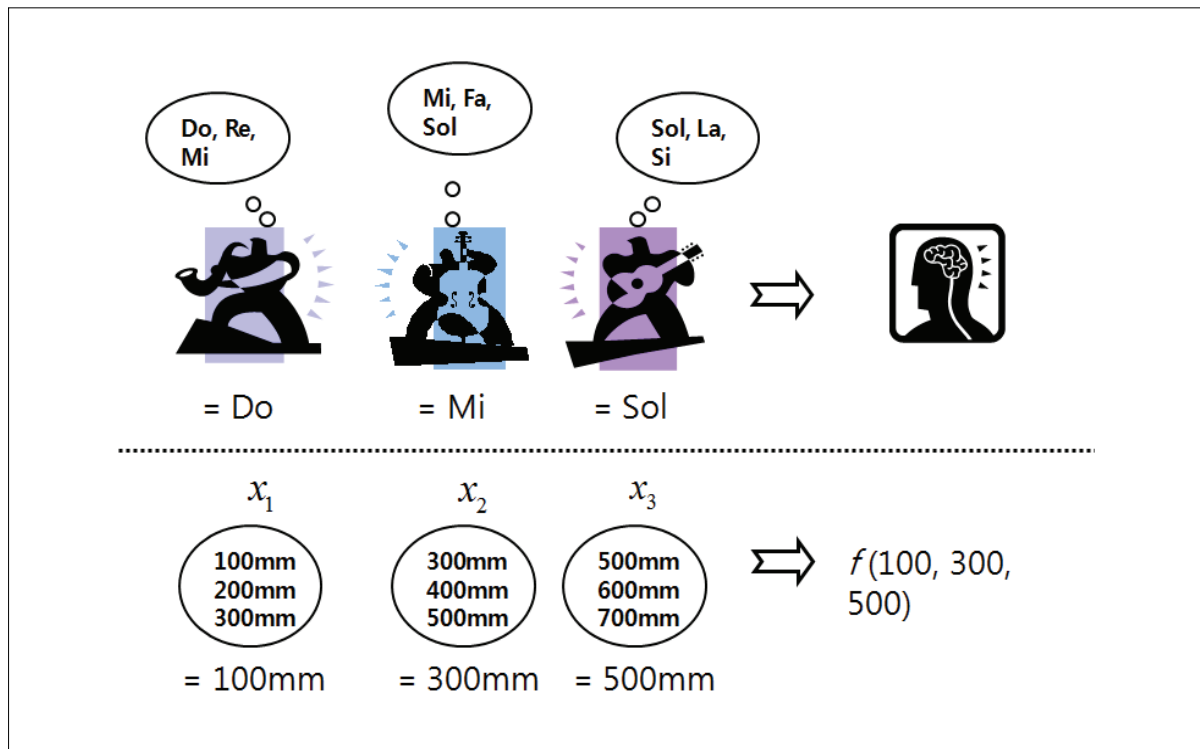 Do, Re,
Mi
Mi, Fa,
Sol
Sol, La,
Si
= Do
= Mi
= Sol
x₁
x₂
x₃
100mm
200mm
300mm
300mm
400mm
500mm
500mm
600mm
700mm
f (100, 300,
500)
= 100mm
= 300mm
= 500mm